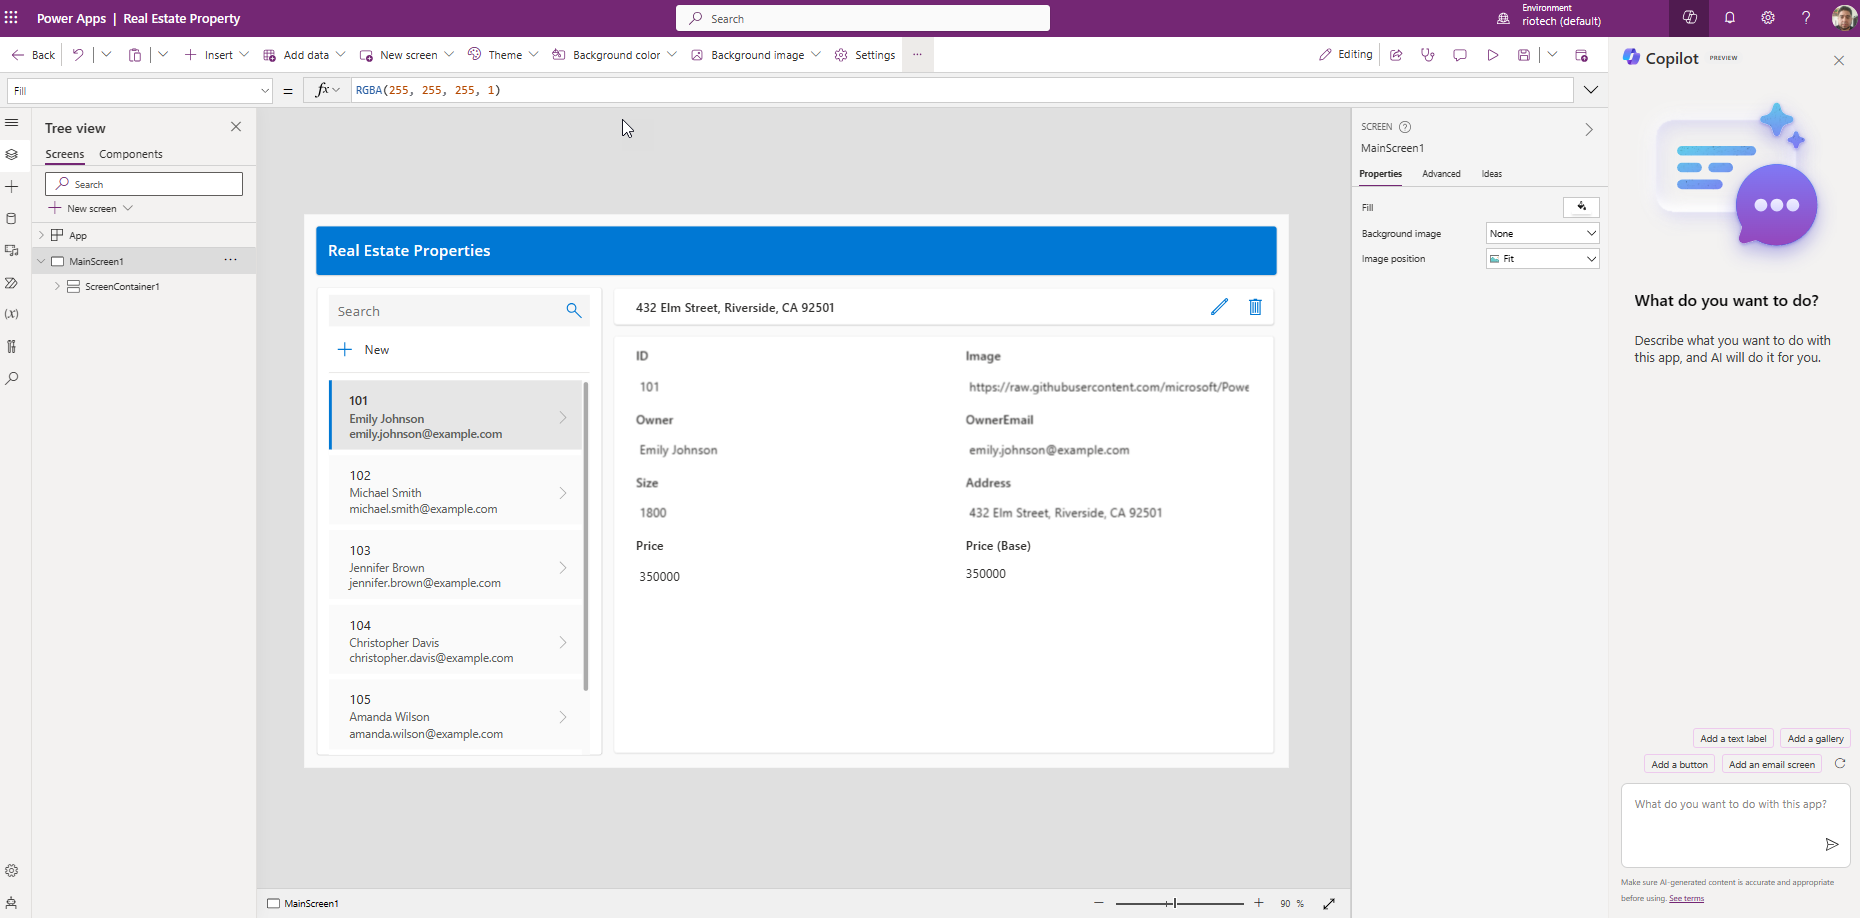 Power Apps | Real Estate Property
Search
Environment
riotech (default)
?
Back
Insert
Add data
New screen
Theme
Background color
Background image
Settings
...
Editing
Fill
=
fx
RGBA(255, 255, 255, 1)
Tree view
Screens
Components
Search
New screen
App
MainScreen1
...
ScreenContainer1
(x)
Real Estate Properties
Search
New
101
Emily Johnson
emily.johnson@example.com
102
Michael Smith
michael.smith@example.com
103
Jennifer Brown
jennifer.brown@example.com
104
Christopher Davis
christopher.davis@example.com
105
Amanda Wilson
amanda.wilson@example.com
432 Elm Street, Riverside, CA 92501
ID
101
Image
https://raw.githubusercontent.com/microsoft/Powe
Owner
Emily Johnson
OwnerEmail
emily.johnson@example.com
Size
1800
Address
432 Elm Street, Riverside, CA 92501
Price
350000
Price (Base)
350000
MainScreen1
90 %
SCREEN
MainScreen1
Properties
Advanced
Ideas
Fill
Background image
None
Image position
Fit
Copilot PREVIEW
What do you want to do?
Describe what you want to do with
this app, and AI will do it for you.
Add a text label
Add a gallery
Add a button
Add an email screen
What do you want to do with this app?
Make sure AI-generated content is accurate and appropriate
before using. See terms